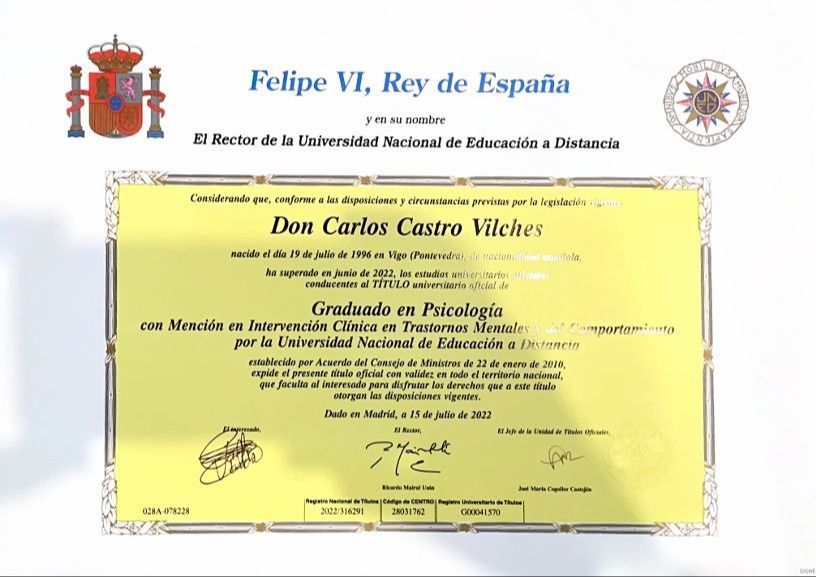 Felipe VI, Rey de España
y en su nombre
El Rector de la Universidad Nacional de Educación a Distancia
Considerando que, conforme a las disposiciones y circunstancias previstas por la legislación vigente,
Don Carlos Castro Vilches
nacido el día 19 de julio de 1996 en Vigo (Pontevedra), de nacionalidad española,
ha superado en junio de 2022, los estudios universitarios oficiales
conducentes al TÍTULO universitario oficial de
Graduado en Psicología
con Mención en Intervención Clínica en Trastornos Mentales y del Comportamiento
por la Universidad Nacional de Educación a Distancia
establecido por Acuerdo del Consejo de Ministros de 22 de enero de 2010,
expide el presente título oficial con validez en todo el territorio nacional,
que faculta al interesado para disfrutar los derechos que a este título
otorgan las disposiciones vigentes.
Dado en Madrid, a 15 de julio de 2022
El interesado,
El Rector,
El Jefe de la Unidad de Títulos Oficiales,
Ricardo Mairal Usón
José María Cuguller
028A-078228
Registro Nacional de Títulos | Código de CENTRO | Registro Universitario de Títulos
2022/316291 | 28031762 | G00041570
SIGNE